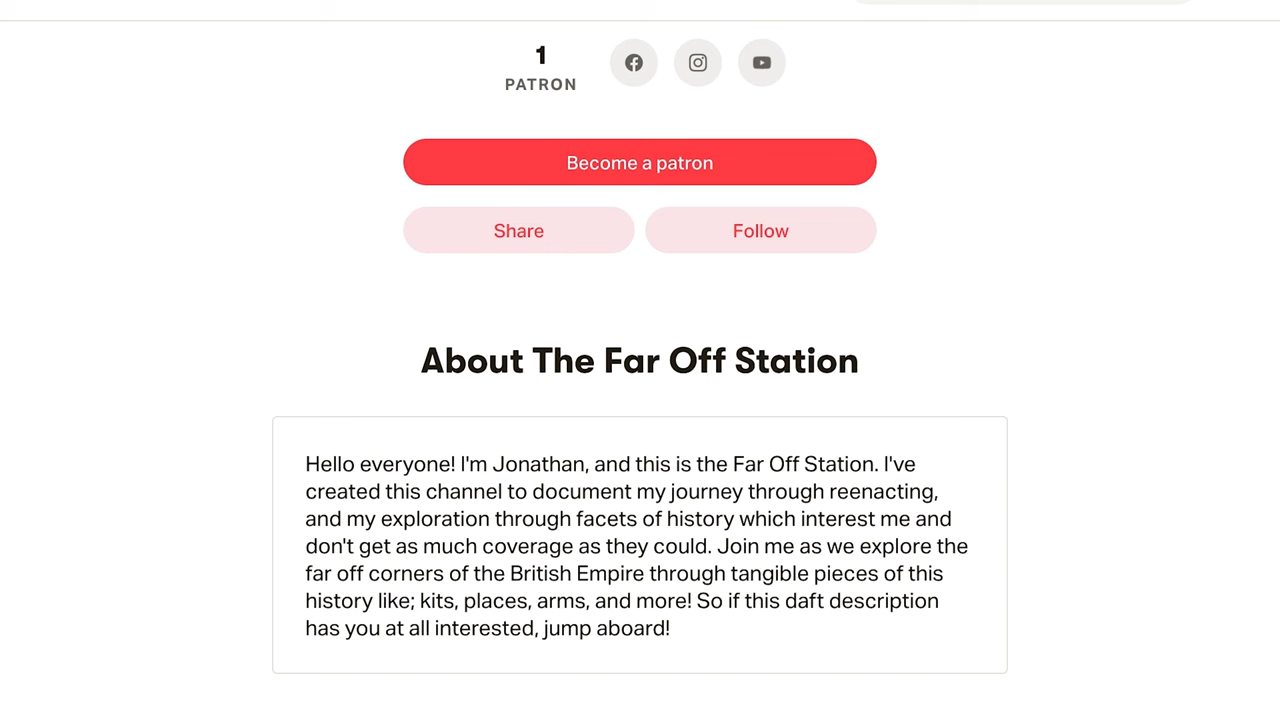 1
PATRON
Become a patron
Share
Follow
About The Far Off Station
Hello everyone! I'm Jonathan, and this is the Far Off Station. I've
created this channel to document my journey through reenacting,
and my exploration through facets of history which interest me and
don't get as much coverage as they could. Join me as we explore the
far off corners of the British Empire through tangible pieces of this
history like; kits, places, arms, and more! So if this daft description
has you at all interested, jump aboard!